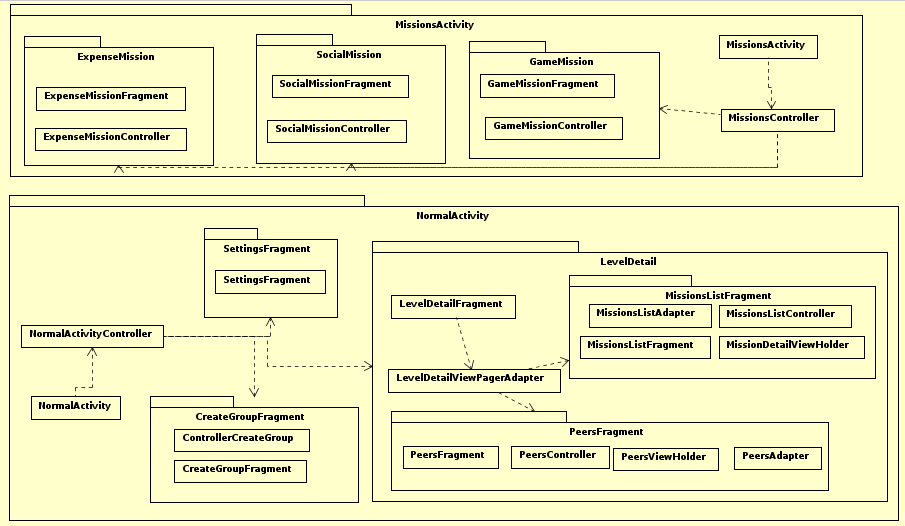 MissionsActivity
ExpenseMission
ExpenseMissionFragment
ExpenseMissionController
SocialMission
SocialMissionFragment
SocialMissionController
GameMission
GameMissionFragment
GameMissionController
MissionsActivity
MissionsController
NormalActivity
SettingsFragment
SettingsFragment
NormalActivityController
NormalActivity
CreateGroupFragment
ControllerCreateGroup
CreateGroupFragment
LevelDetail
LevelDetailFragment
LevelDetailViewPagerAdapter
MissionsListFragment
MissionsListAdapter
MissionsListController
MissionsListFragment
MissionDetailViewHolder
PeersFragment
PeersFragment
PeersController
PeersViewHolder
PeersAdapter